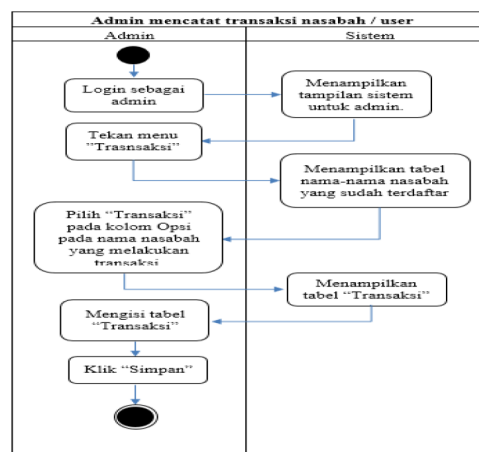 Admin mencatat transaksi nasabah / user
Admin
Sistem
Login sebagai
admin
Menampilkan
tampilan sistem
untuk admin.
Tekan menu
”Trasnsaksi”
Menampilkan tabel
nama-nama nasabah
yang sudah terdaftar
Pilih “Transaksi”
pada kolom Opsi
pada nama nasabah
yang melakukan
transaksi
Menampilkan
tabel “Transaksi”
Mengisi tabel
“Transaksi”
Klik “Simpan”